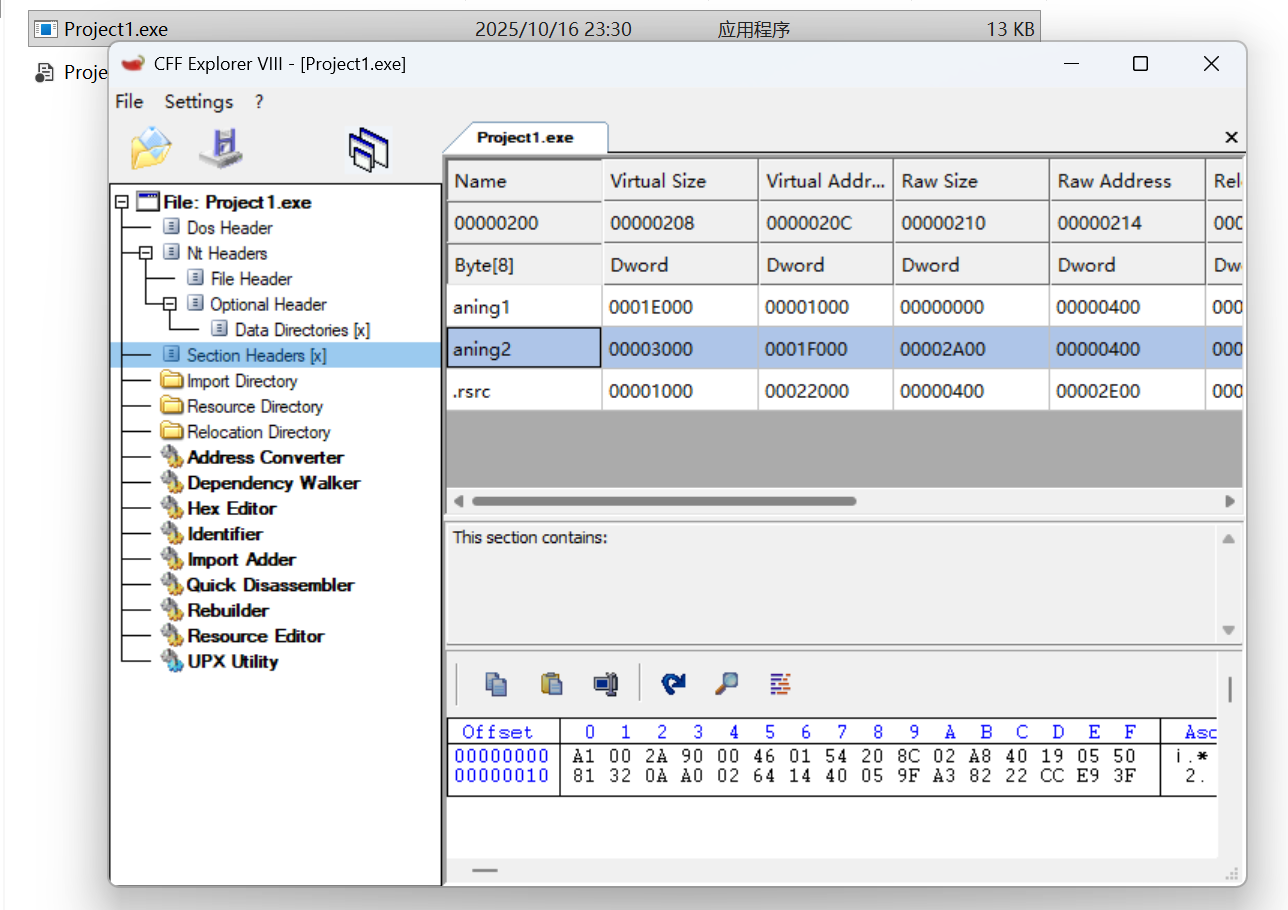 Project1.exe 2025/10/16 23:30 应用程序 13 KB
Proje
CFF Explorer VIII - [Project1.exe]
File Settings ?
Project1.exe
File: Project1.exe
Dos Header
Nt Headers
File Header
Optional Header
Data Directories [x]
Section Headers [x]
Import Directory
Resource Directory
Relocation Directory
Address Converter
Dependency Walker
Hex Editor
Identifier
Import Adder
Quick Disassembler
Rebuilder
Resource Editor
UPX Utility
Name Virtual Size Virtual Addr... Raw Size Raw Address Rel
00000200 00000208 0000020C 00000210 00000214 000
Byte[8] Dword Dword Dword Dword Dw
aning1 0001E000 00001000 00000000 00000400 000
aning2 00003000 0001F000 00002A00 00000400 000
.rsrc 00001000 00022000 00000400 00002E00 000
This section contains:
Offset 0 1 2 3 4 5 6 7 8 9 A B C D E F Asc
00000000 A1 00 2A 90 00 46 01 54 20 8C 02 A8 40 19 05 50 ¡.*
00000010 81 32 0A A0 02 64 14 40 05 9F A3 82 22 CC E9 3F 2.